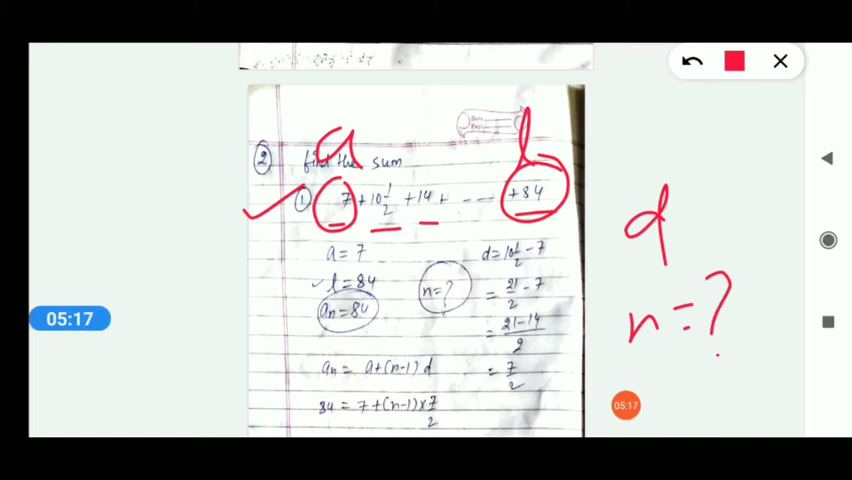 ② find the sum
a l
① 7 + 10 1/2 + 14 + - - - + 84
a = 7 d = 10 1/2 - 7
✓ l = 84 n = ?
an = 84 = 21/2 - 7
= 21-14/2
an = a + (n-1) d = 7/2
84 = 7 + (n-1) × 7/2
d
n = ?
05:17
05:17